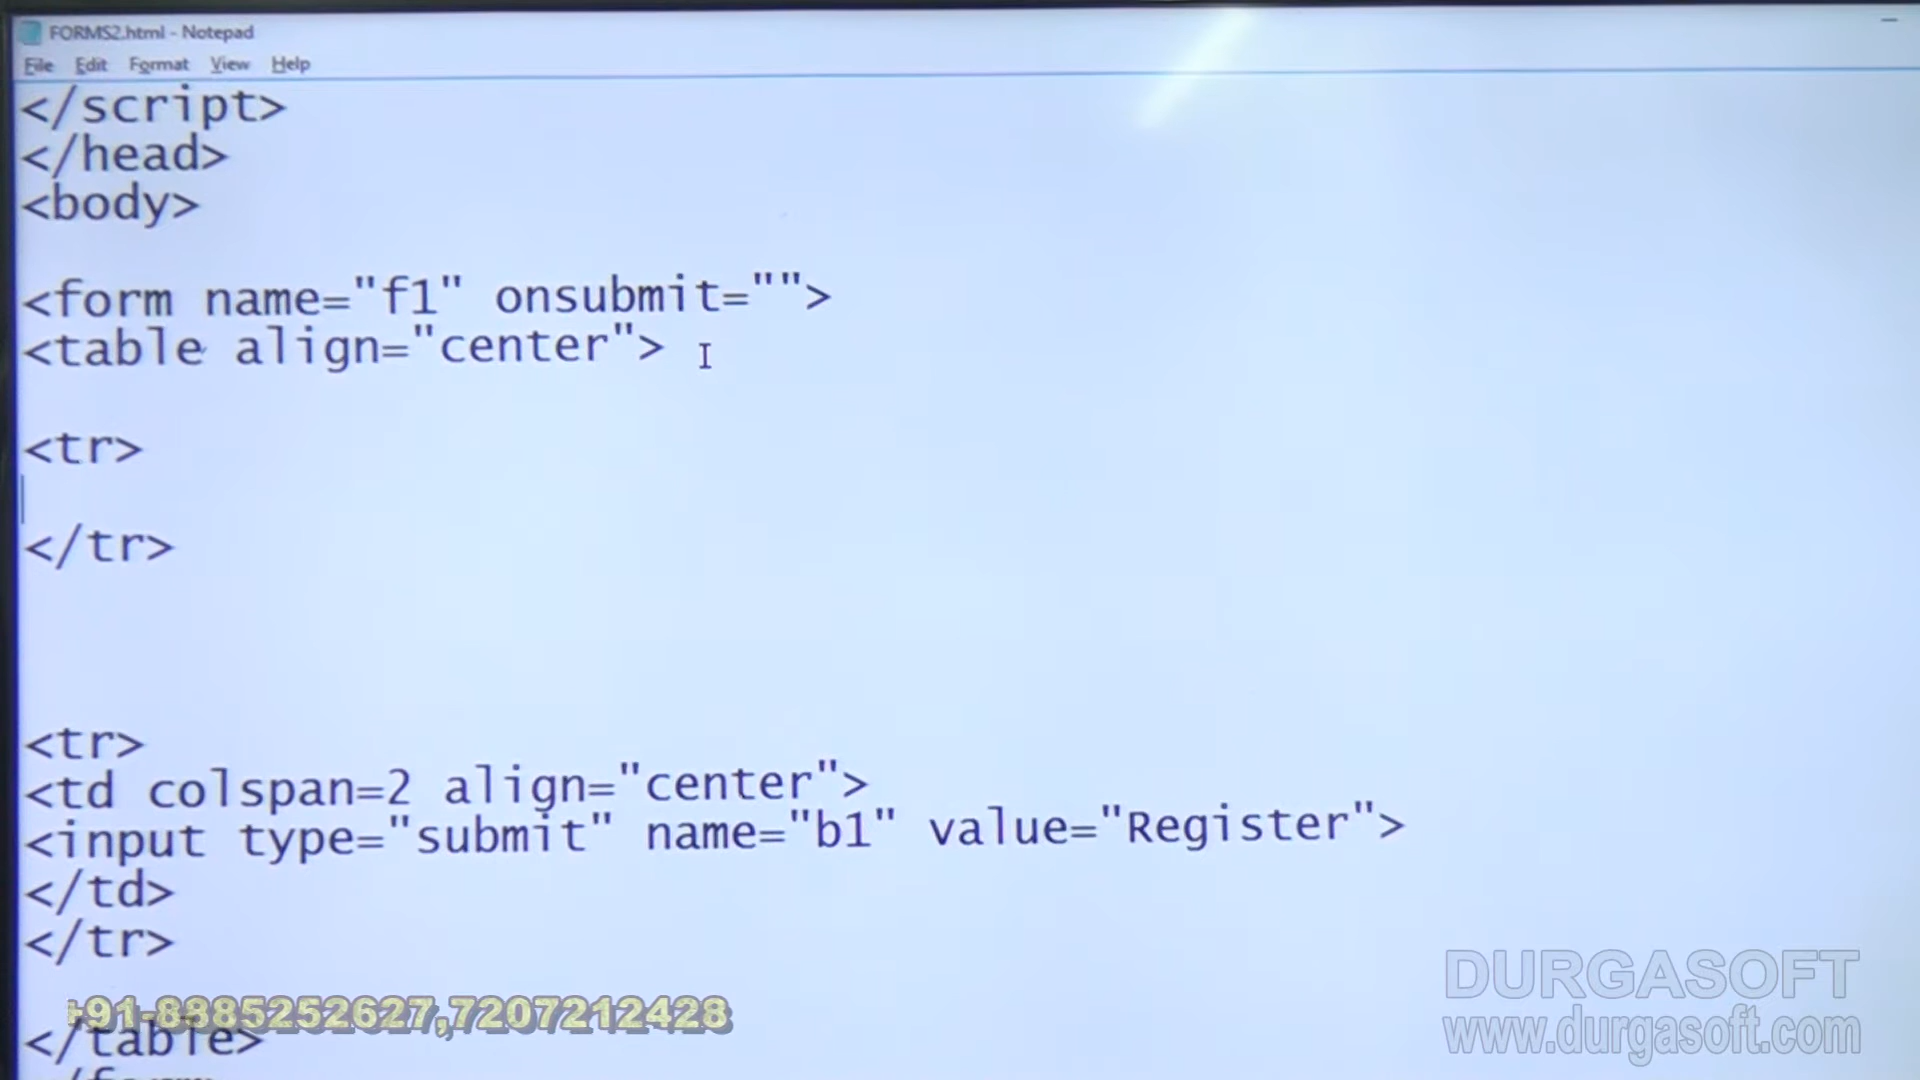 FORMS2.html - Notepad
File Edit Format View Help
</script>
</head>
<body>
<form name="f1" onsubmit="">
<table align="center">
<tr>
</tr>
<tr>
<td colspan=2 align="center">
<input type="submit" name="b1" value="Register">
</td>
</tr>
+91-8885252627,7207212428
</table>
</form
DURGASOFT
www.durgasoft.com